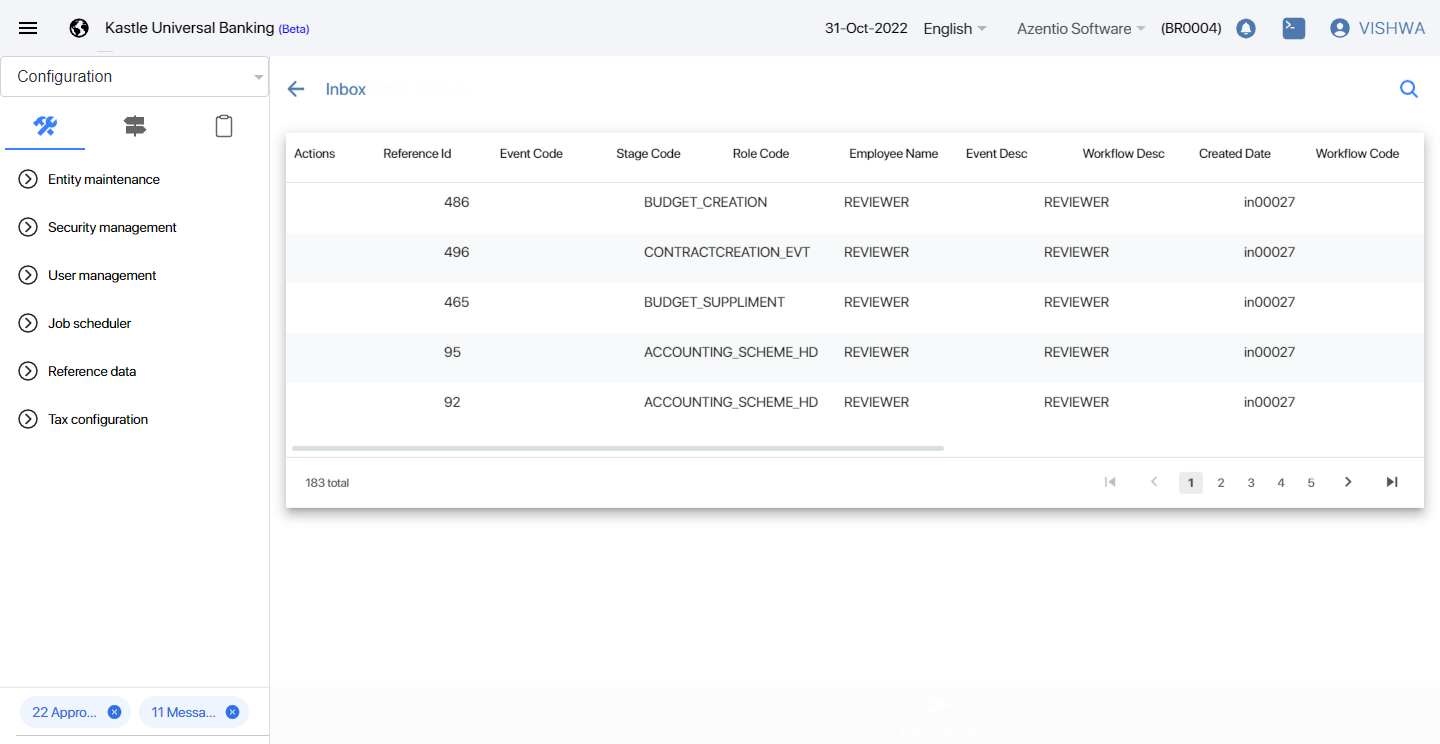 Kastle Universal Banking (Beta) 31-Oct-2022 English Azentio Software (BR0004) VISHWA
Configuration
Entity maintenance
Security management
User management
Job scheduler
Reference data
Tax configuration
22 Appro... 11 Messa...
Inbox
Actions Reference Id Event Code Stage Code Role Code Employee Name Event Desc Workflow Desc Created Date Workflow Code
486 BUDGET_CREATION REVIEWER REVIEWER in00027
496 CONTRACTCREATION_EVT REVIEWER REVIEWER in00027
465 BUDGET_SUPPLIMENT REVIEWER REVIEWER in00027
95 ACCOUNTING_SCHEME_HD REVIEWER REVIEWER in00027
92 ACCOUNTING_SCHEME_HD REVIEWER REVIEWER in00027
183 total 1 2 3 4 5